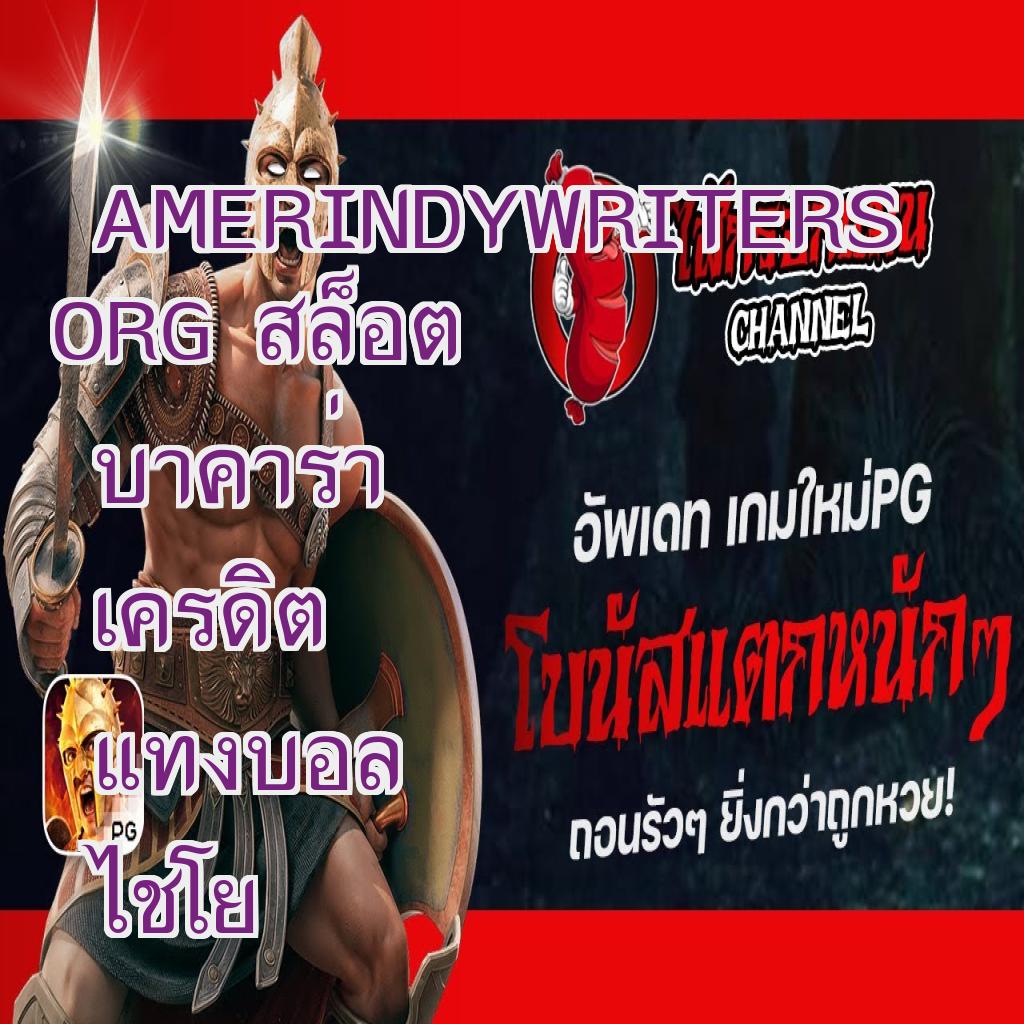 AMERINDYWRITERS
ORG สล็อต
บาคาร่า
เครดิต
แทงบอล
ไชโย
CHANNEL
อัพเดท เกมใหม่PG
โบนัสแตกหนักๆ
ถอนรัวๆ ยิ่งกว่าถูกหวย!
PG